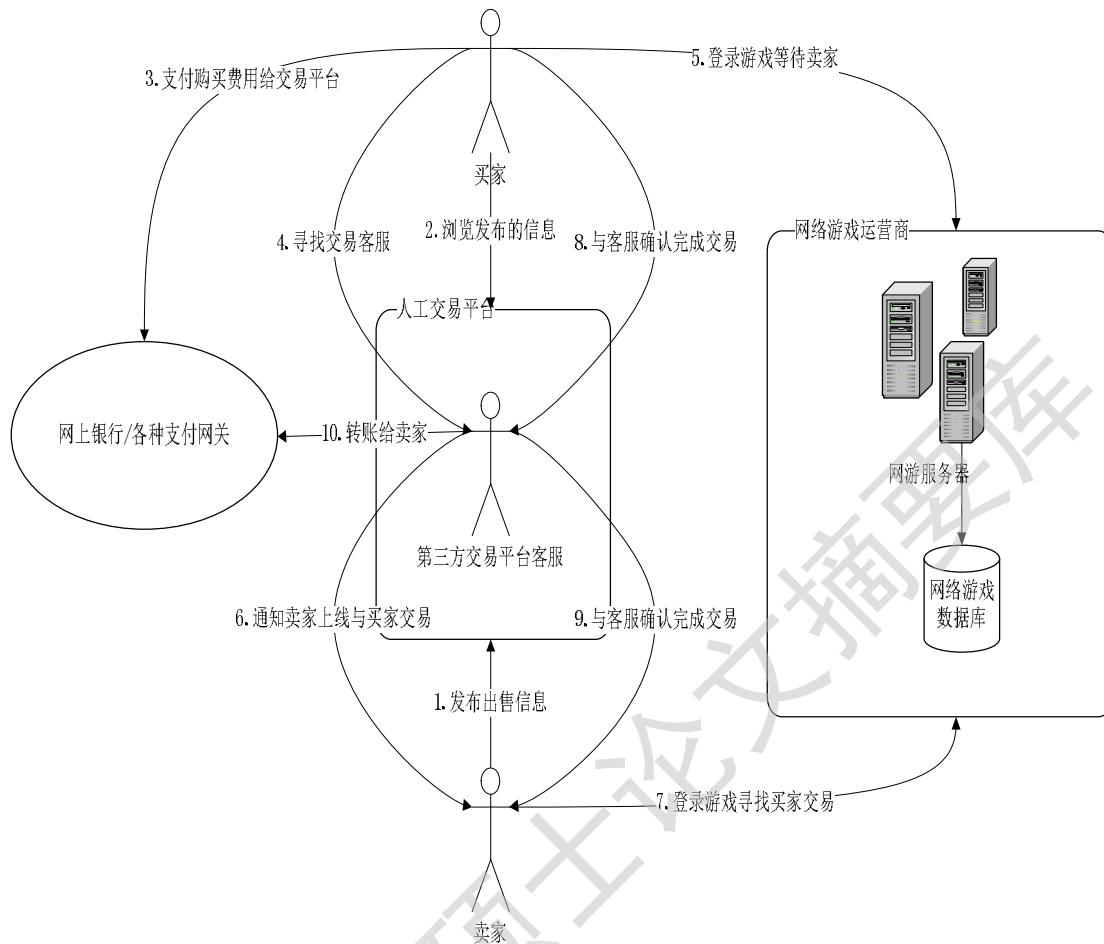 5.登录游戏等待卖家
3.支付购买费用给交易平台
买家
4.寻找交易客服
2.浏览发布的信息
8.与客服确认完成交易
网络游戏运营商
人工交易平台
网上银行/各种支付网关
10.转账给卖家
网游服务器
第三方交易平台客服
网络游戏
数据库
6.通知卖家上线与买家交易
9.与客服确认完成交易
1.发布出售信息
7.登录游戏寻找买家交易
卖家
硕士论文摘要库